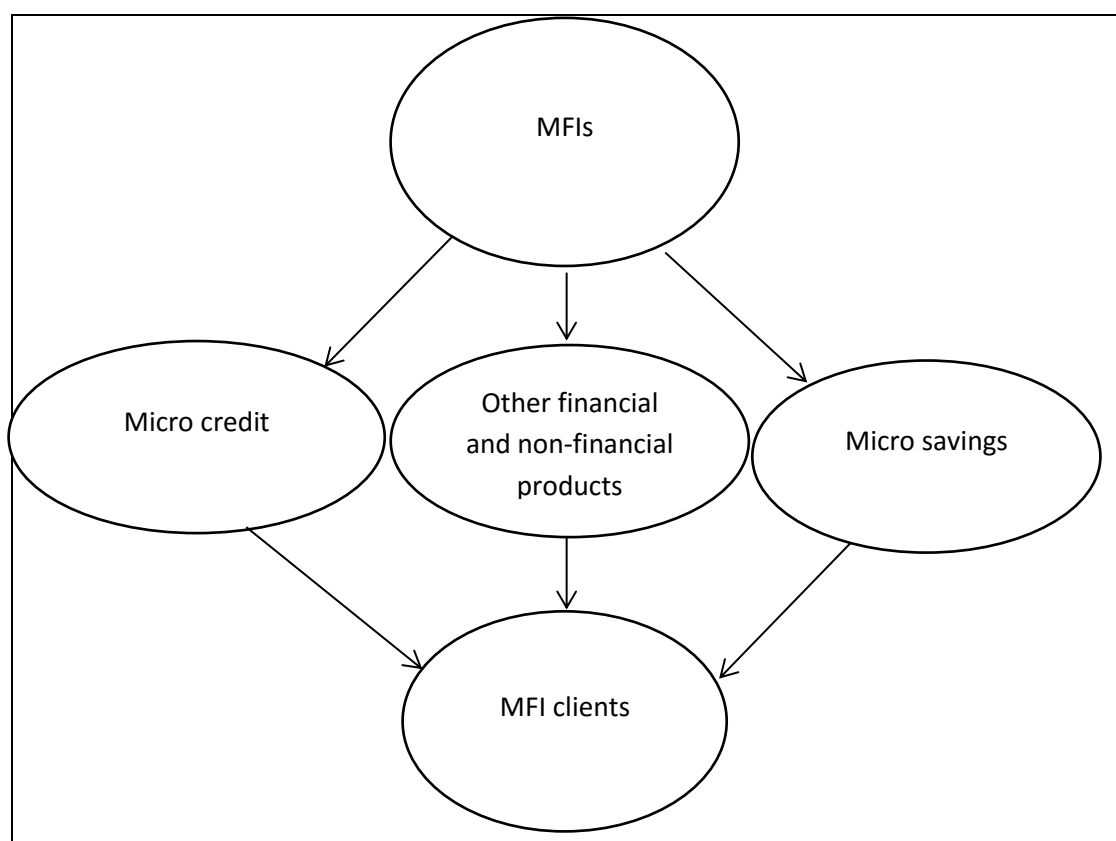 MFIs
Micro credit
Other financial
and non-financial
products
Micro savings
MFI clients